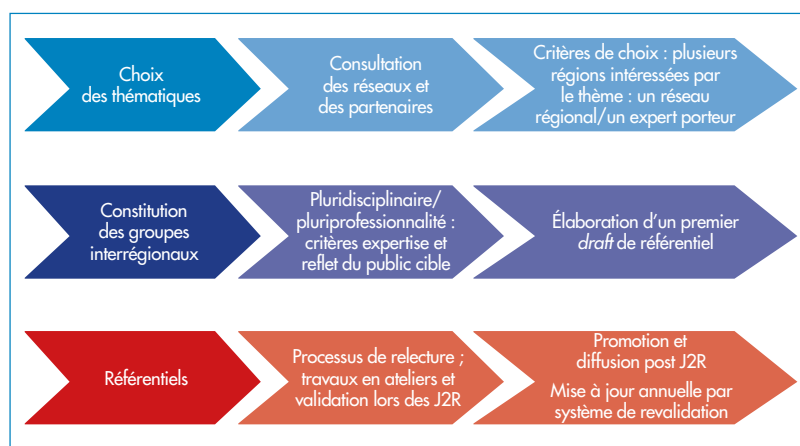 Choix
des thématiques
Consultation
des réseaux et
des partenaires
Critères de choix : plusieurs
régions intéressées par
le thème : un réseau
régional/un expert porteur
Constitution
des groupes
interrégionaux
Pluridisciplinaire/
pluriprofessionnalité :
critères expertise et
reflet du public cible
Élaboration d’un premier
draft de référentiel
Référentiels
Processus de relecture ;
travaux en ateliers et
validation lors des J2R
Promotion et
diffusion post J2R
Mise à jour annuelle par
système de revalidation